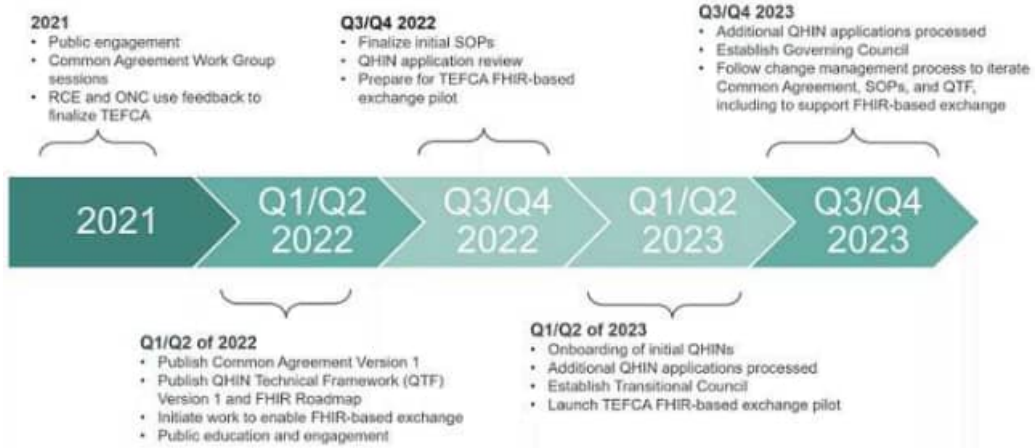 2021
• Public engagement
• Common Agreement Work Group
sessions
• RCE and ONC use feedback to
finalize TEFCA
Q3/Q4 2022
• Finalize initial SOPs
• QHIN application review
• Prepare for TEFCA FHIR-based
exchange pilot
Q3/Q4 2023
• Additional QHIN applications processed
• Establish Governing Council
• Follow change management process to iterate
Common Agreement, SOPs, and QTF,
including to support FHIR-based exchange
2021
Q1/Q2
2022
Q3/Q4
2022
Q1/Q2
2023
Q3/Q4
2023
Q1/Q2 of 2022
• Publish Common Agreement Version 1
• Publish QHIN Technical Framework (QTF)
Version 1 and FHIR Roadmap
• Initiate work to enable FHIR-based exchange
• Public education and engagement
Q1/Q2 of 2023
• Onboarding of initial QHINs
• Additional QHIN applications processed
• Establish Transitional Council
• Launch TEFCA FHIR-based exchange pilot